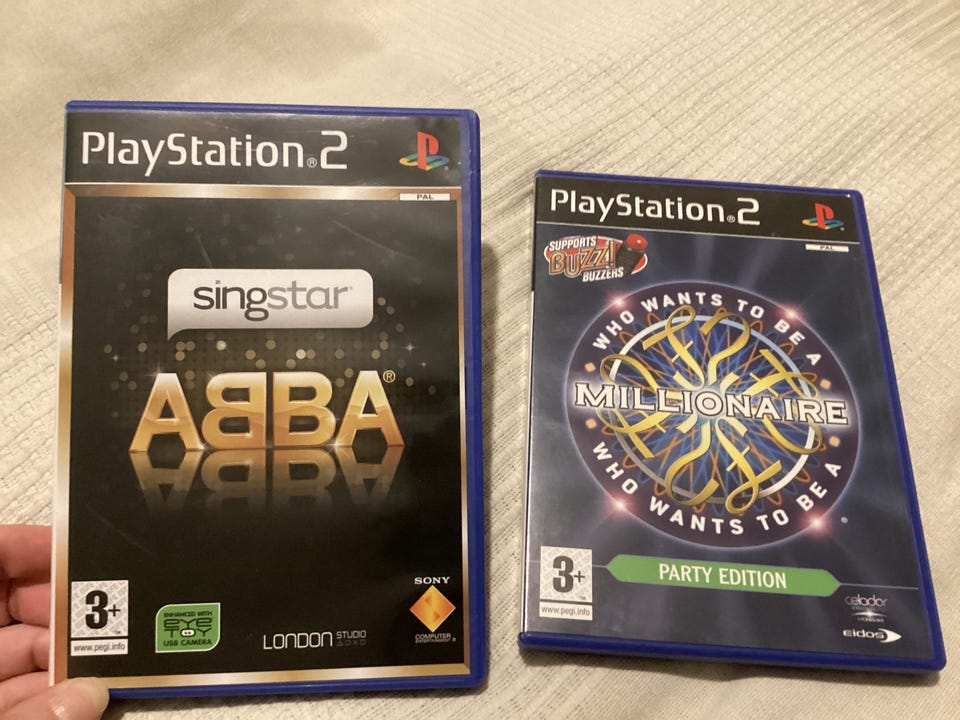 PlayStation®2
PAL
singstar
ABBA®
3+
www.pegi.info
ENHANCED WITH
EYE
TOY
USB CAMERA
LONDON STUDIO
SONY
COMPUTER
ENTERTAINMENT®
PlayStation®2
PAL
SUPPORTS
BUZZ!
BUZZERS
WHO WANTS TO BE A
MILLIONAIRE
WHO WANTS TO BE A
PARTY EDITION
3+
www.pegi.info
celador
eidos